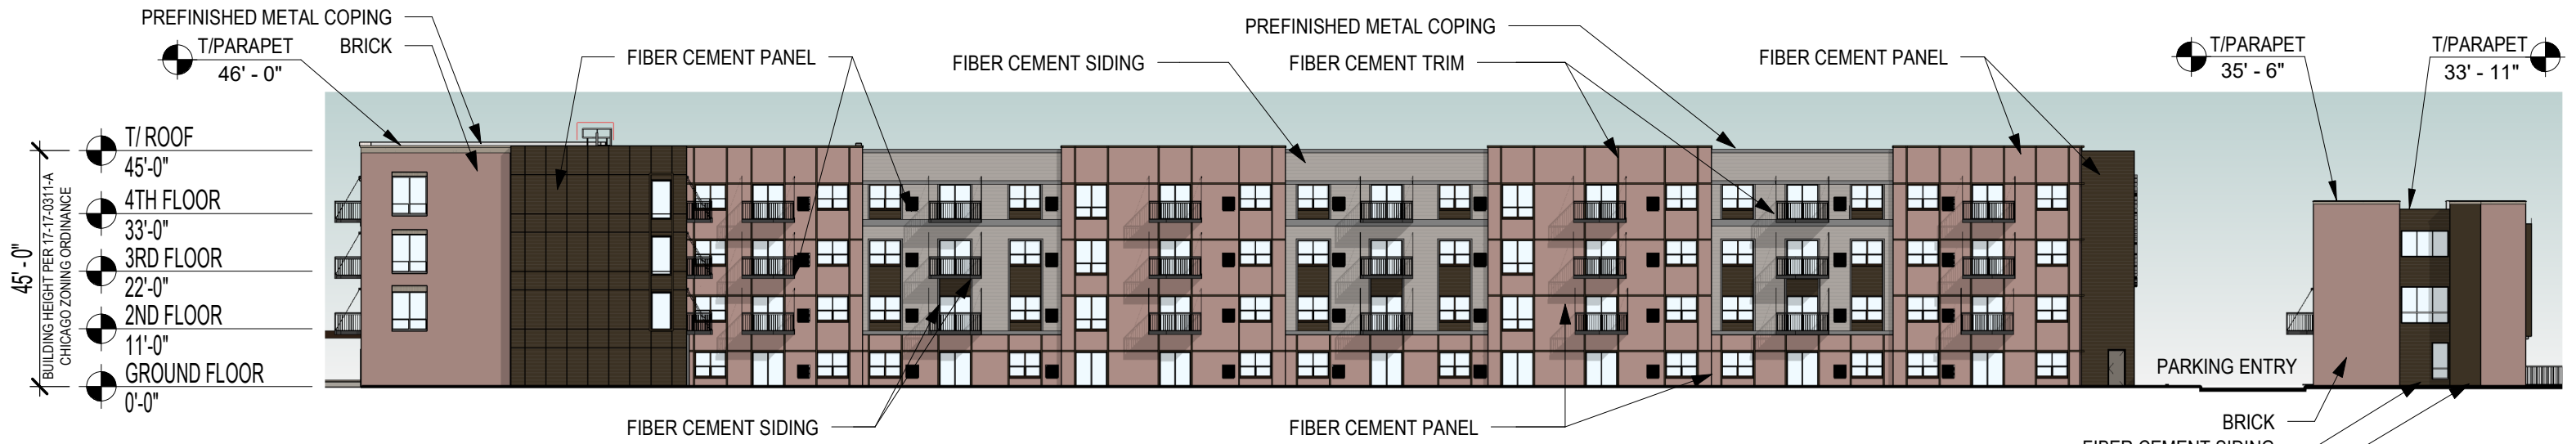 PREFINISHED METAL COPING
T/PARAPET
46' - 0"
BRICK
FIBER CEMENT PANEL
FIBER CEMENT SIDING
PREFINISHED METAL COPING
FIBER CEMENT TRIM
FIBER CEMENT PANEL
T/PARAPET
35' - 6"
T/PARAPET
33' - 11"
T/ ROOF
45'-0"
4TH FLOOR
33'-0"
3RD FLOOR
22'-0"
2ND FLOOR
11'-0"
GROUND FLOOR
0'-0"
45' - 0"
BUILDING HEIGHT PER 17-17-0311-A
CHICAGO ZONING ORDINANCE
PARKING ENTRY
FIBER CEMENT SIDING
FIBER CEMENT PANEL
BRICK
FIBER CEMENT SIDING